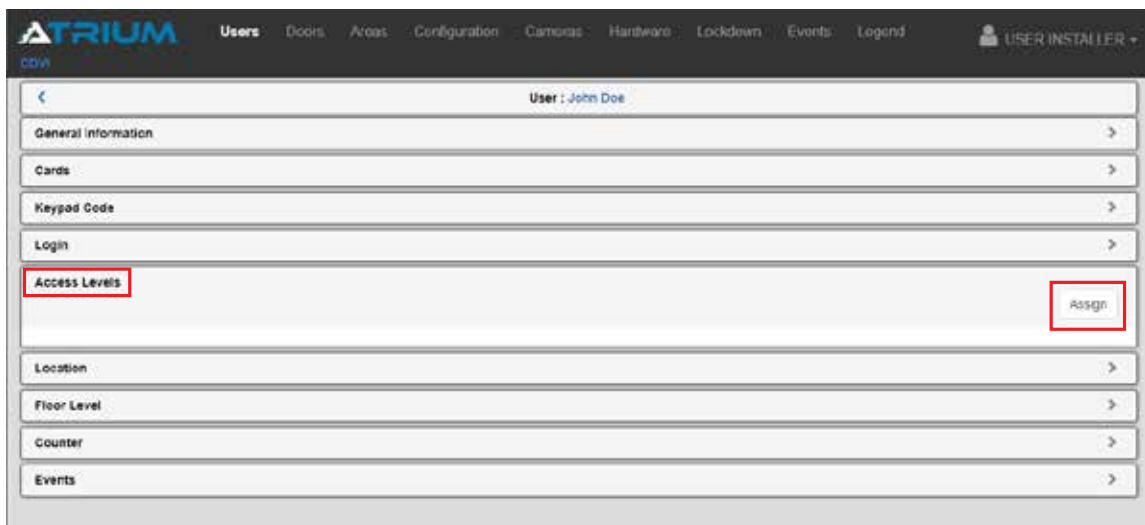 ATRIUM Users Doors Areas Configuration Cameras Hardware Lockdown Events Legend USER INSTALLER
CDVI
User : John Doe
General Information
Cards
Keypad Code
Login
Access Levels
Assign
Location
Floor Level
Counter
Events